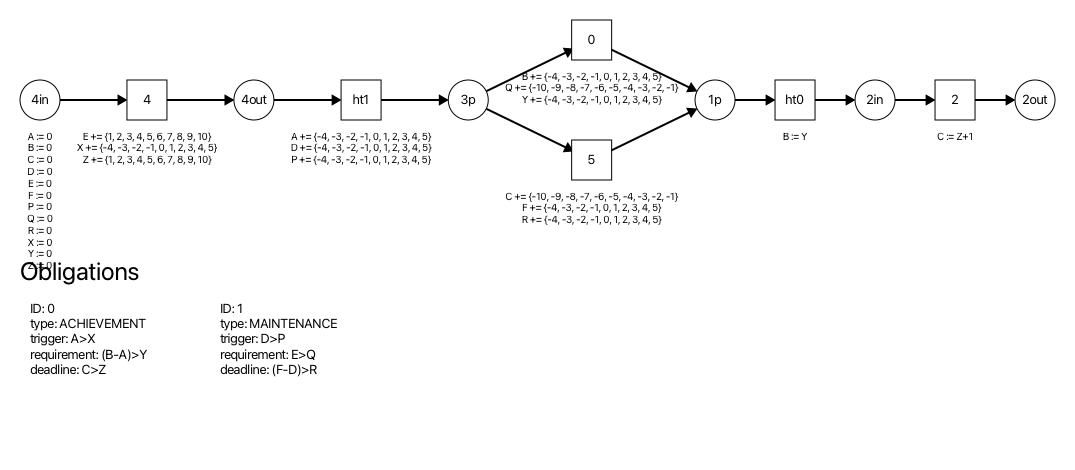 0
B += {-4, -3, -2, -1, 0, 1, 2, 3, 4, 5}
Q += {-10, -9, -8, -7, -6, -5, -4, -3, -2, -1}
Y += {-4, -3, -2, -1, 0, 1, 2, 3, 4, 5}
4in
4
4out
ht1
3p
1p
ht0
2in
2
2out
A := 0
B := 0
C := 0
D := 0
E := 0
F := 0
P := 0
Q := 0
R := 0
X := 0
Y := 0
Z := 0
E += {1, 2, 3, 4, 5, 6, 7, 8, 9, 10}
X += {-4, -3, -2, -1, 0, 1, 2, 3, 4, 5}
Z += {1, 2, 3, 4, 5, 6, 7, 8, 9, 10}
A += {-4, -3, -2, -1, 0, 1, 2, 3, 4, 5}
D += {-4, -3, -2, -1, 0, 1, 2, 3, 4, 5}
P += {-4, -3, -2, -1, 0, 1, 2, 3, 4, 5}
B := Y
C := Z+1
5
C += {-10, -9, -8, -7, -6, -5, -4, -3, -2, -1}
F += {-4, -3, -2, -1, 0, 1, 2, 3, 4, 5}
R += {-4, -3, -2, -1, 0, 1, 2, 3, 4, 5}
Obligations
ID: 0
type: ACHIEVEMENT
trigger: A>X
requirement: (B-A)>Y
deadline: C>Z
ID: 1
type: MAINTENANCE
trigger: D>P
requirement: E>Q
deadline: (F-D)>R